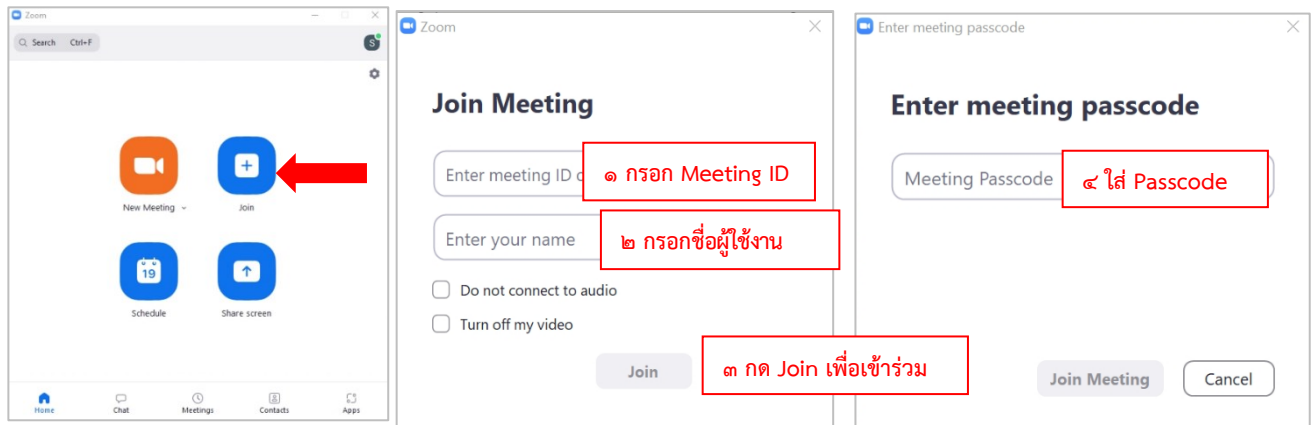 Zoom
Search Ctrl+F
S
New Meeting
Join
19
Schedule
Share screen
Home
Chat
Meetings
Contacts
Apps
Zoom
Join Meeting
Enter meeting ID
๑ กรอก Meeting ID
Enter your name
๒ กรอกชื่อผู้ใช้งาน
Do not connect to audio
Turn off my video
Join
๓ กด Join เพื่อเข้าร่วม
Enter meeting passcode
Enter meeting passcode
Meeting Passcode
๔ ใส่ Passcode
Join Meeting
Cancel